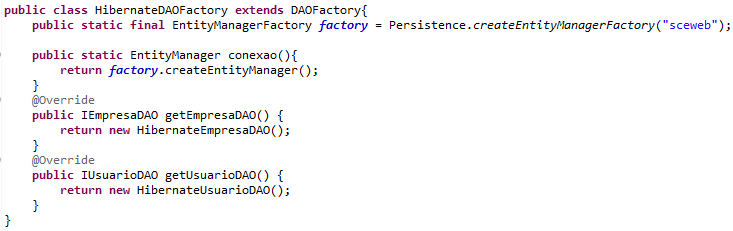 public class HibernateDAOFactory extends DAOFactory{
public static final EntityManagerFactory factory = Persistence.createEntityManagerFactory("sceweb");
public static EntityManager conexao(){
return factory.createEntityManager();
}
@Override
public IEmpresaDAO getEmpresaDAO() {
return new HibernateEmpresaDAO();
}
@Override
public IUsuarioDAO getUsuarioDAO() {
return new HibernateUsuarioDAO();
}
}